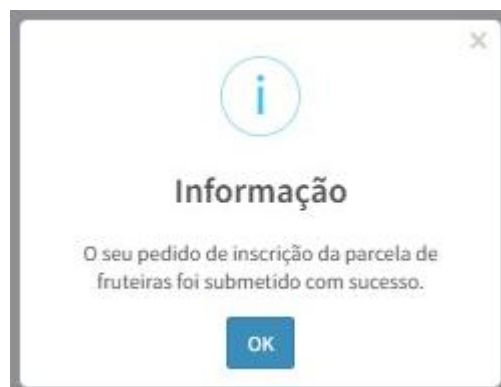 Informação
O seu pedido de inscrição da parcela de
fruteiras foi submetido com sucesso.
OK